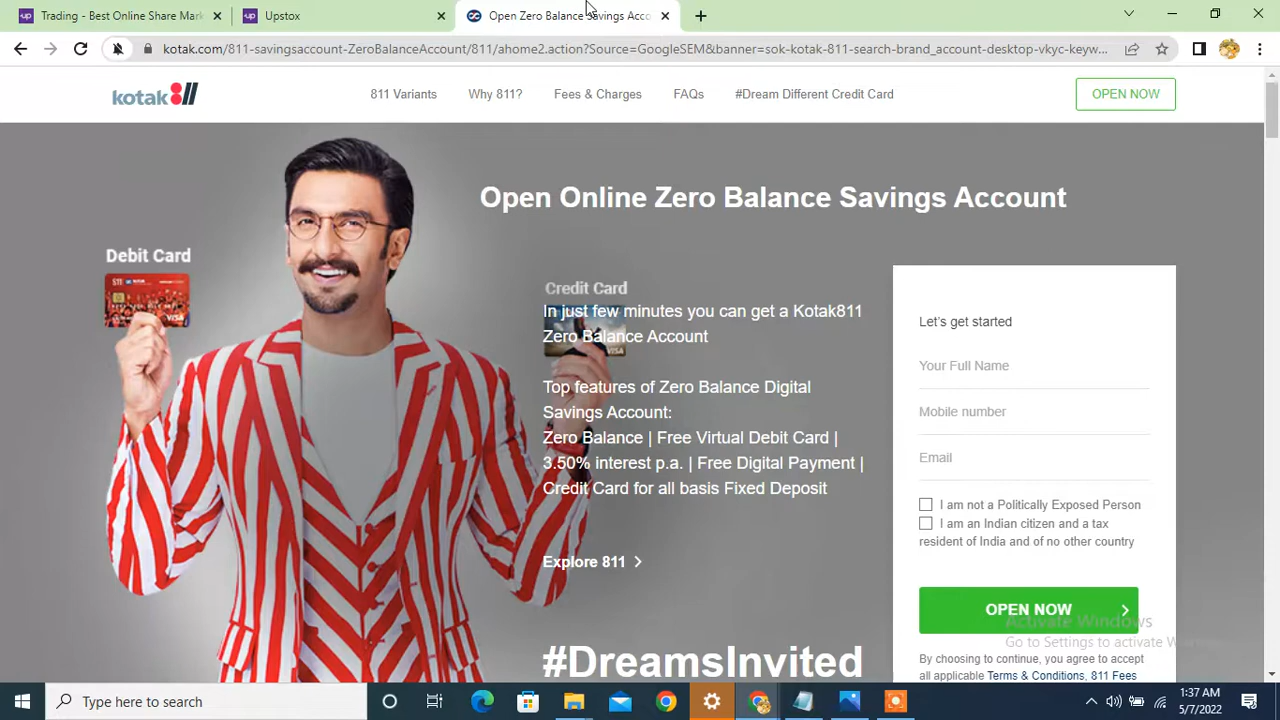 Trading - Best Online Share Mark
Upstox
Open Zero Balance Savings Acco
kotak.com/811-savingsaccount-ZeroBalanceAccount/811/ahome2.action?Source=GoogleSEM&banner=sok-kotak-811-search-brand_account-desktop-vkyc-keyw...
kotak 811
811 Variants
Why 811?
Fees & Charges
FAQs
#Dream Different Credit Card
OPEN NOW
Open Online Zero Balance Savings Account
Debit Card
VISA
Credit Card
VISA
In just few minutes you can get a Kotak811
Zero Balance Account
Top features of Zero Balance Digital
Savings Account:
Zero Balance | Free Virtual Debit Card |
3.50% interest p.a. | Free Digital Payment |
Credit Card for all basis Fixed Deposit
Explore 811
#DreamsInvited
Let's get started
Your Full Name
Mobile number
Email
I am not a Politically Exposed Person
I am an Indian citizen and a tax
resident of India and of no other country
OPEN NOW
Activate Windows
Go to Settings to activate Windows.
By choosing to continue, you agree to accept
all applicable Terms & Conditions, 811 Fees
Type here to search
1:37 AM
5/7/2022